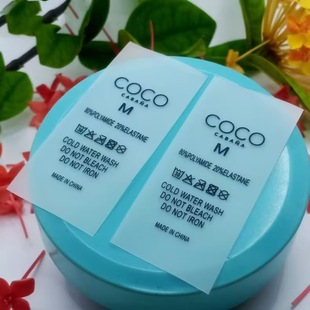 COCO
CABANA
M
80%POLYAMIDE 20%ELASTANE
COLD WATER WASH
DO NOT BLEACH
DO NOT IRON
MADE IN CHINA
COCO
CABANA
M
80%POLYAMIDE 20%ELASTANE
COLD WATER WASH
DO NOT BLEACH
DO NOT IRON
MADE IN CHINA